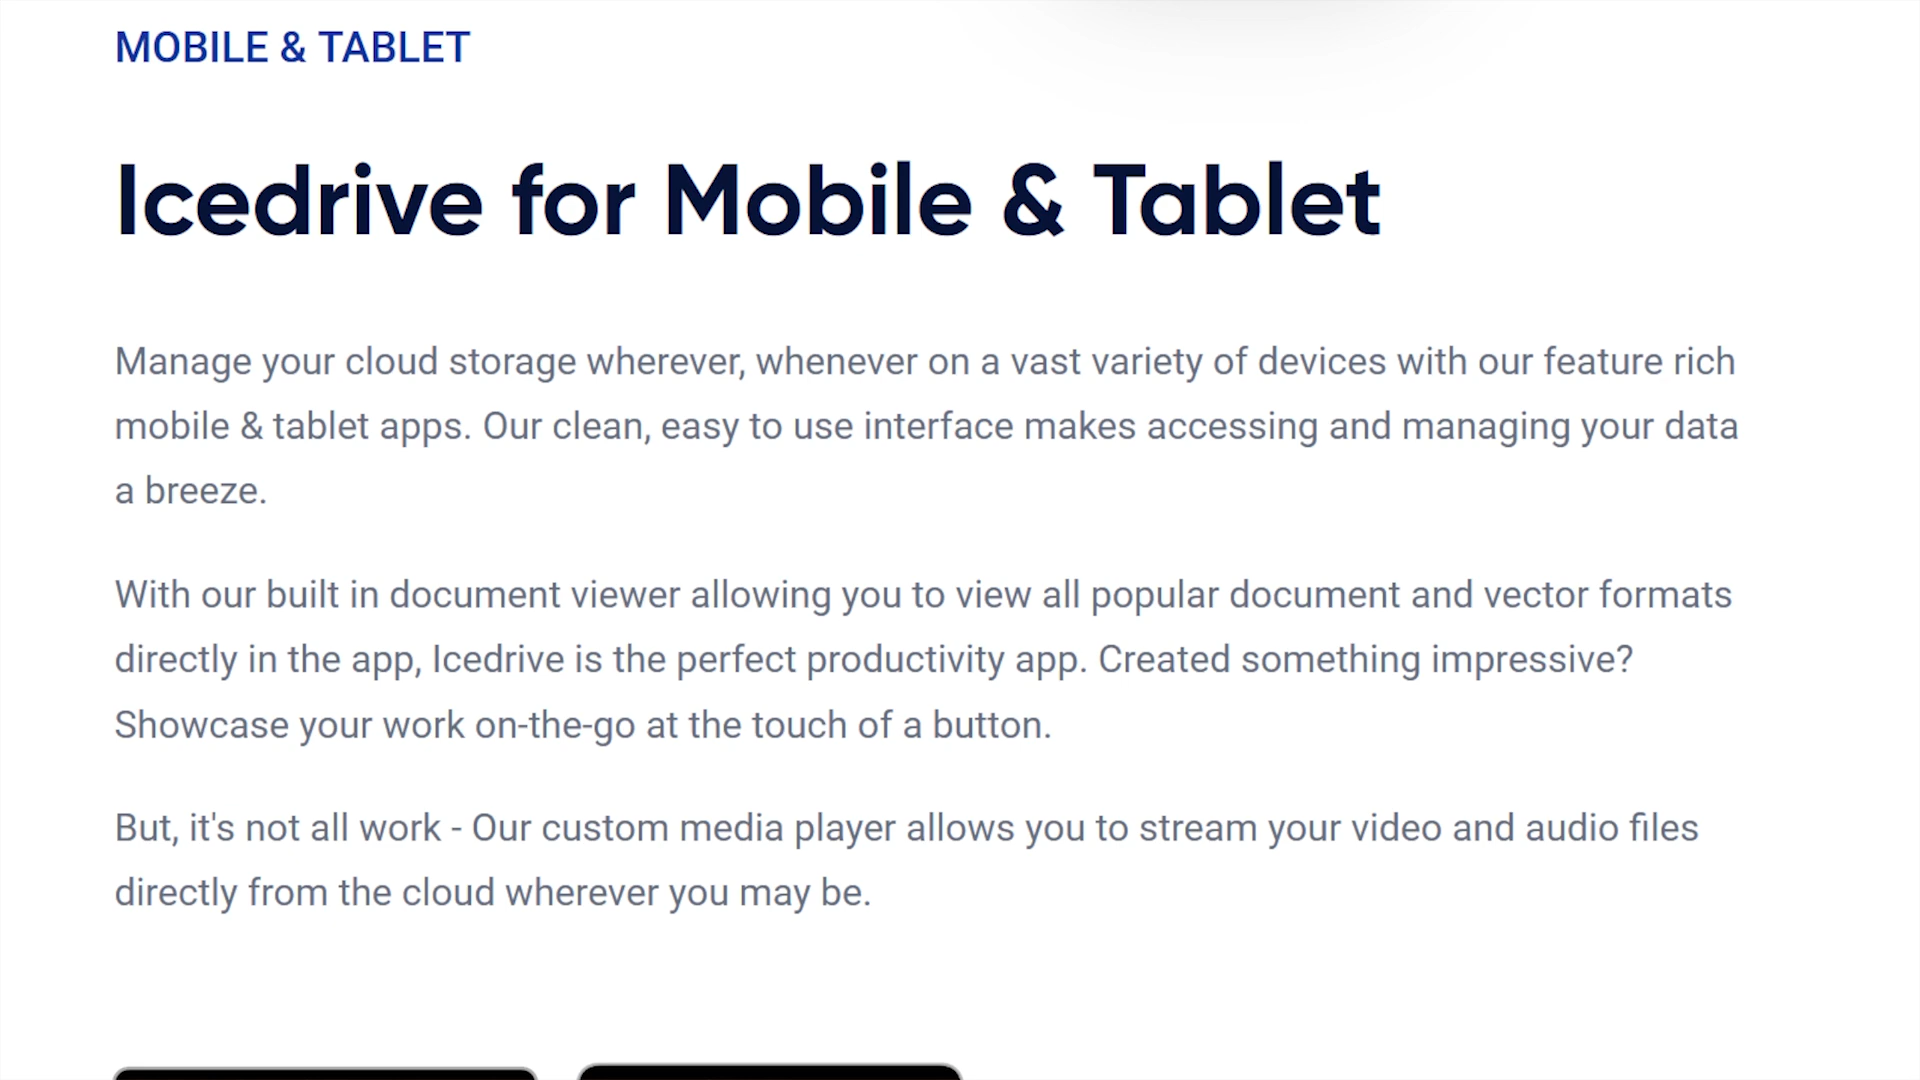 MOBILE & TABLET
Icedrive for Mobile & Tablet
Manage your cloud storage wherever, whenever on a vast variety of devices with our feature rich
mobile & tablet apps. Our clean, easy to use interface makes accessing and managing your data
a breeze.
With our built in document viewer allowing you to view all popular document and vector formats
directly in the app, Icedrive is the perfect productivity app. Created something impressive?
Showcase your work on-the-go at the touch of a button.
But, it's not all work - Our custom media player allows you to stream your video and audio files
directly from the cloud wherever you may be.